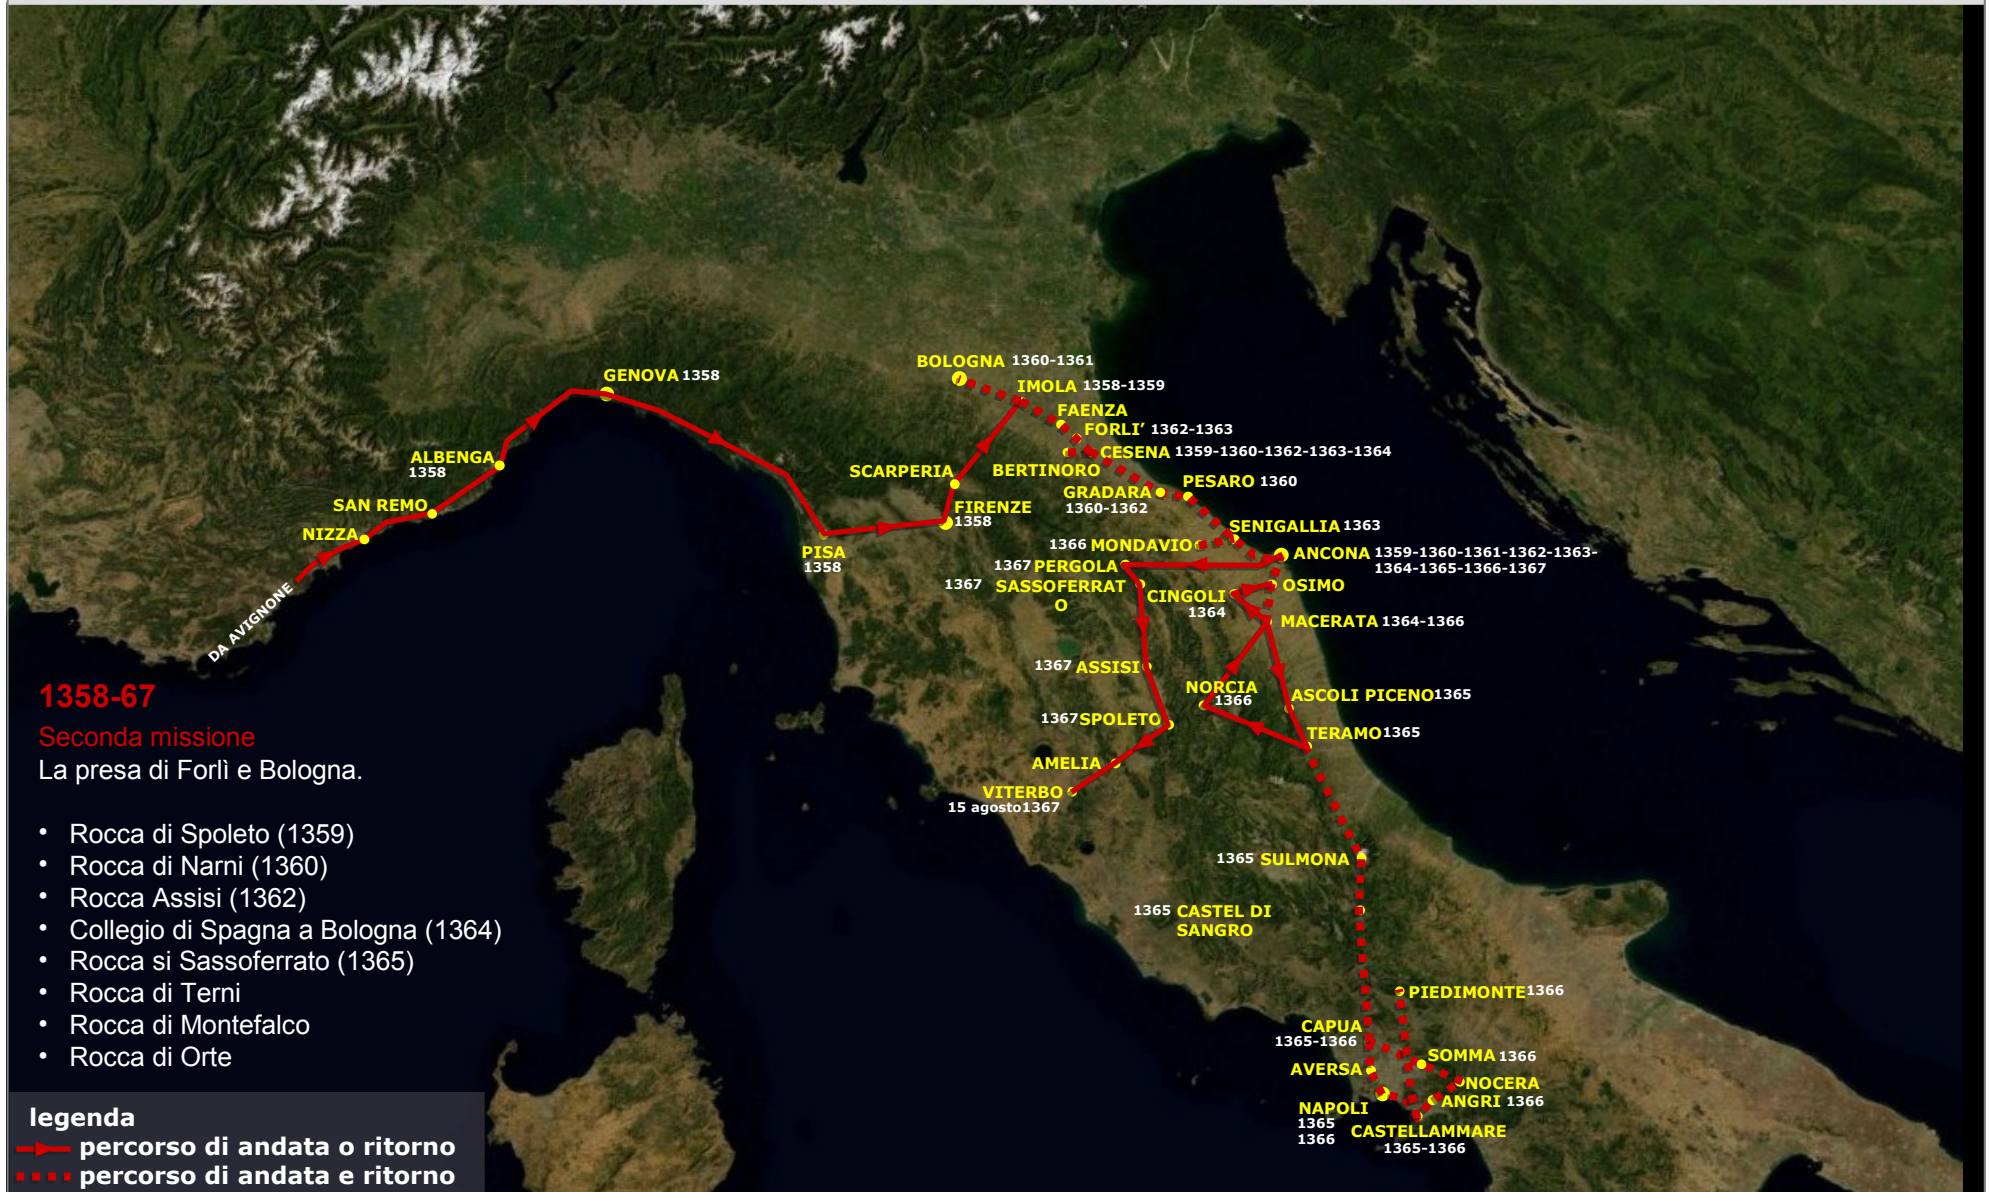 BOLOGNA 1360-1361
GENOVA 1358
IMOLA 1358-1359
FAENZA
FORLI’ 1362-1363
CESENA 1359-1360-1362-1363-1364
BERTINORO
ALBENGA
1358
SCARPERIA
PESARO 1360
GRADARA
1360-1362
SAN REMO
FIRENZE
1358
NIZZA
SENIGALLIA 1363
1366 MONDAVIO
PISA
1358
ANCONA 1359-1360-1361-1362-1363-
1364-1365-1366-1367
1367 PERGOLA
1367 SASSOFERRAT
O
CINGOLI
1364
OSIMO
DA AVIGNONE
MACERATA 1364-1366
1367 ASSISI
NORCIA
1366
ASCOLI PICENO 1365
1367 SPOLETO
TERAMO 1365
AMELIA
VITERBO
15 agosto1367
1358-67
Seconda missione
La presa di Forlì e Bologna.
• Rocca di Spoleto (1359)
• Rocca di Narni (1360)
• Rocca Assisi (1362)
• Collegio di Spagna a Bologna (1364)
• Rocca si Sassoferrato (1365)
• Rocca di Terni
• Rocca di Montefalco
• Rocca di Orte
1365 SULMONA
1365 CASTEL DI
SANGRO
PIEDIMONTE 1366
CAPUA
1365-1366
SOMMA 1366
AVERSA
NOCERA
ANGRI 1366
NAPOLI
1365
1366
CASTELLAMMARE
1365-1366
legenda
percorso di andata o ritorno
percorso di andata e ritorno